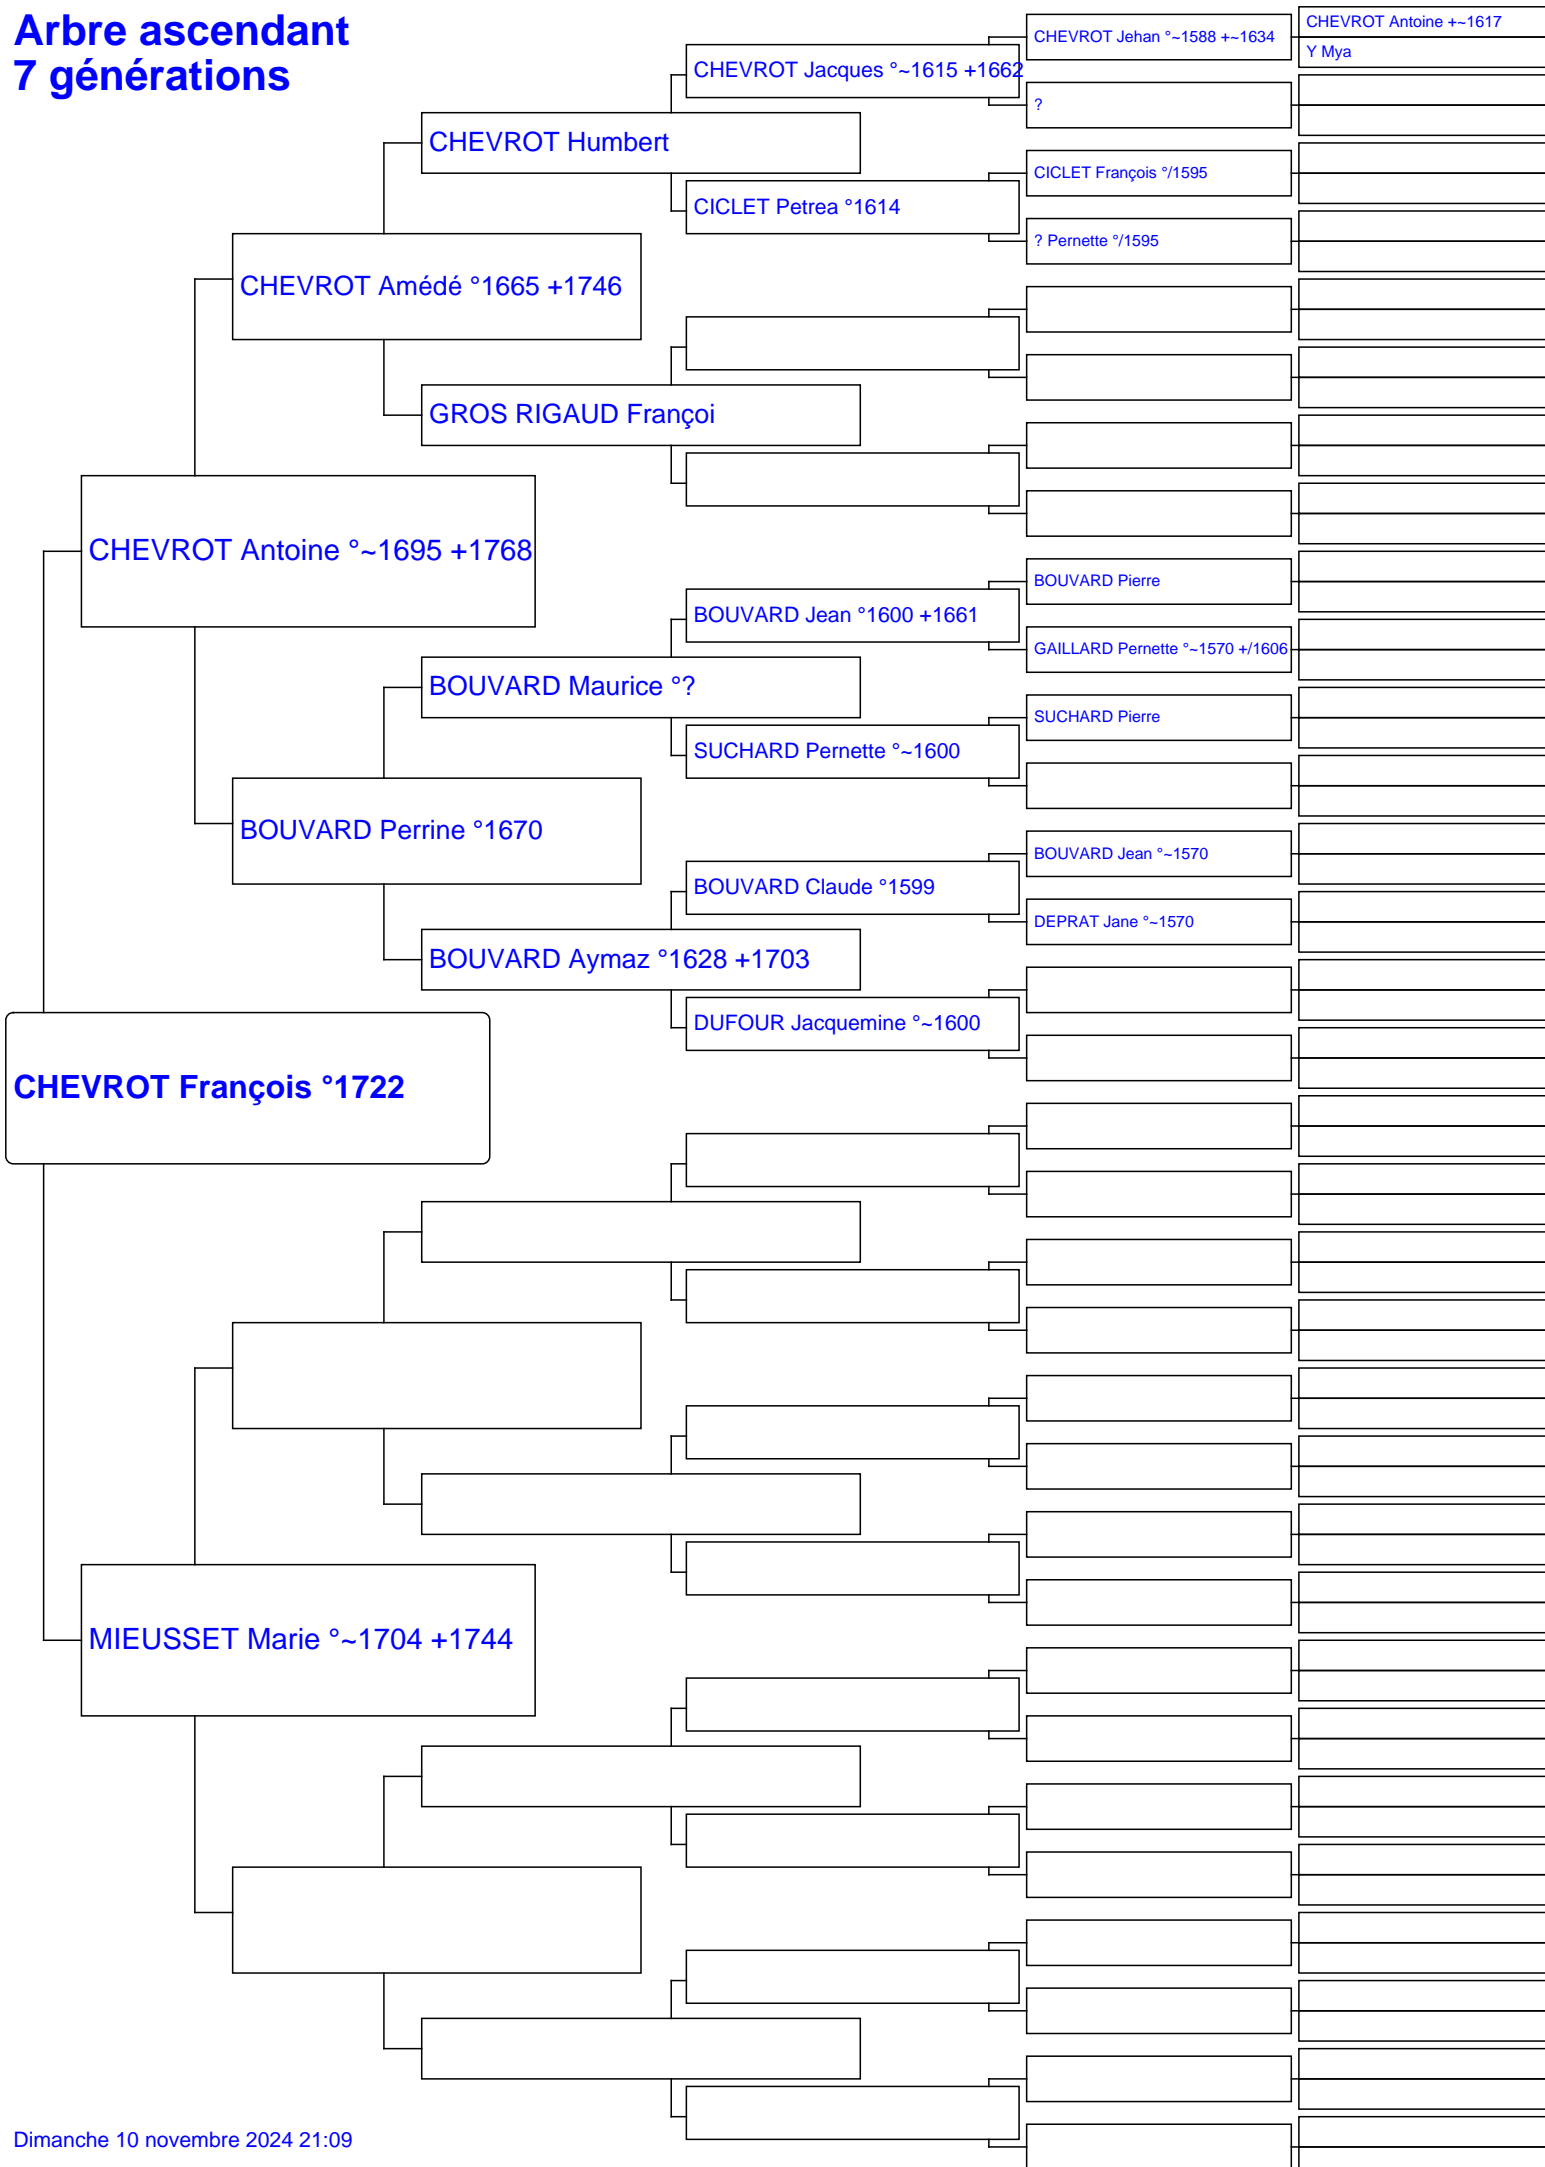 Arbre ascendant
7 générations
CHEVROT Antoine +~1617
Y Mya
CHEVROT Jehan °~1588 +~1634
CHEVROT Jacques °~1615 +1662
?
CHEVROT Humbert
CICLET François °/1595
CICLET Petrea °1614
? Pernette °/1595
CHEVROT Amédé °1665 +1746
GROS RIGAUD Françoi
CHEVROT Antoine °~1695 +1768
BOUVARD Pierre
BOUVARD Jean °1600 +1661
GAILLARD Pernette °~1570 +/1606
BOUVARD Maurice °?
SUCHARD Pierre
SUCHARD Pernette °~1600
BOUVARD Perrine °1670
BOUVARD Jean °~1570
BOUVARD Claude °1599
DEPRAT Jane °~1570
BOUVARD Aymaz °1628 +1703
DUFOUR Jacquemine °~1600
CHEVROT François °1722
MIEUSSET Marie °~1704 +1744
Dimanche 10 novembre 2024 21:09